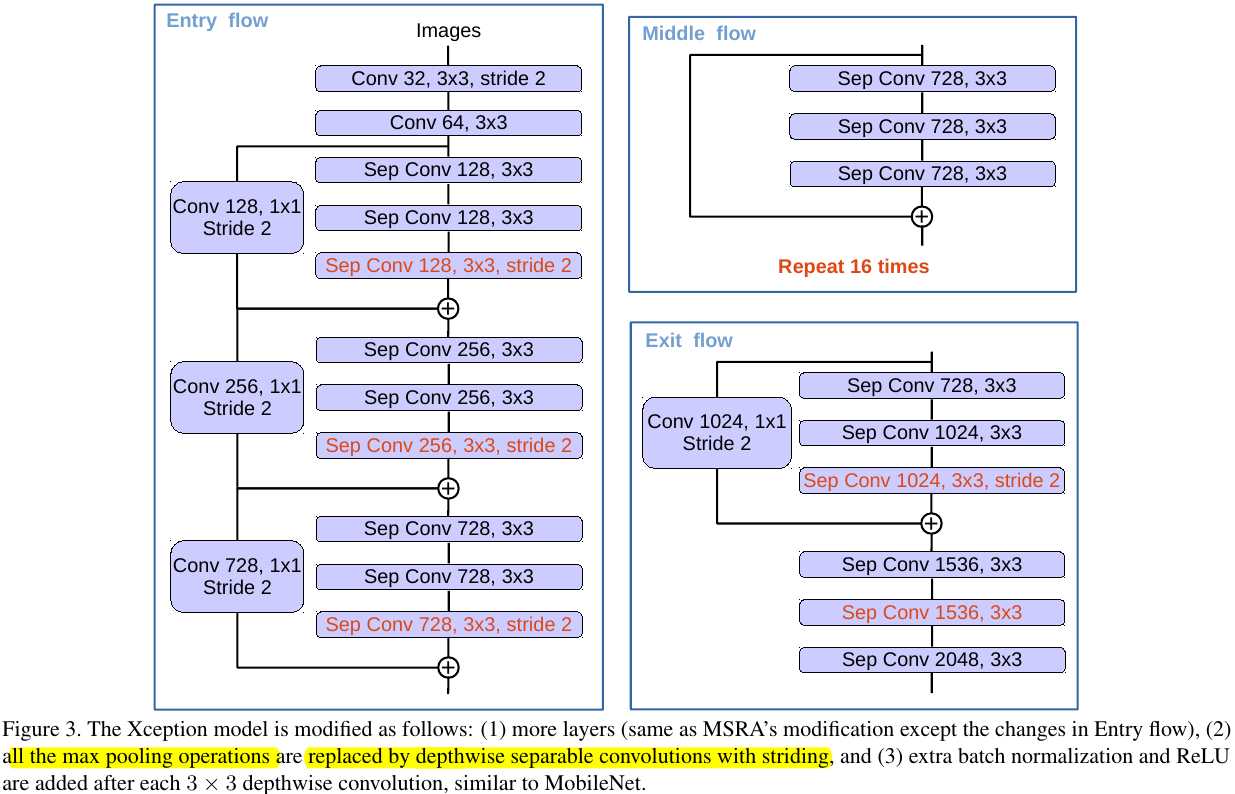 Entry flow
Images
Conv 32, 3x3, stride 2
Conv 64, 3x3
Sep Conv 128, 3x3
Conv 128, 1x1
Stride 2
Sep Conv 128, 3x3
Sep Conv 128, 3x3, stride 2
Sep Conv 256, 3x3
Conv 256, 1x1
Stride 2
Sep Conv 256, 3x3
Sep Conv 256, 3x3, stride 2
Sep Conv 728, 3x3
Conv 728, 1x1
Stride 2
Sep Conv 728, 3x3
Sep Conv 728, 3x3, stride 2
Middle flow
Sep Conv 728, 3x3
Sep Conv 728, 3x3
Sep Conv 728, 3x3
Repeat 16 times
Exit flow
Sep Conv 728, 3x3
Conv 1024, 1x1
Stride 2
Sep Conv 1024, 3x3
Sep Conv 1024, 3x3, stride 2
Sep Conv 1536, 3x3
Sep Conv 1536, 3x3
Sep Conv 2048, 3x3
Figure 3. The Xception model is modified as follows: (1) more layers (same as MSRA's modification except the changes in Entry flow), (2)
all the max pooling operations are replaced by depthwise separable convolutions with striding, and (3) extra batch normalization and ReLU
are added after each 3 × 3 depthwise convolution, similar to MobileNet.